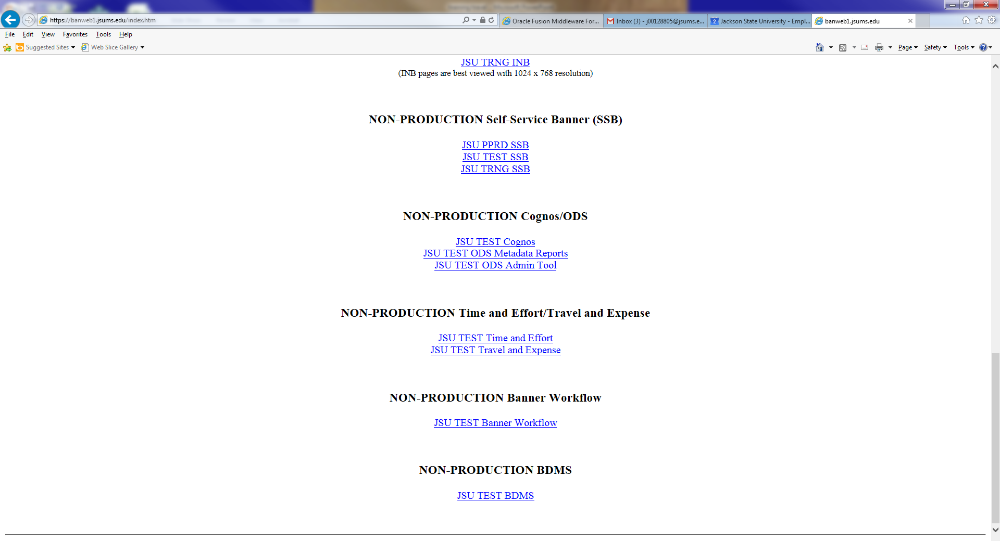 https://banweb1.jsums.edu/index.htm
Oracle Fusion Middleware For...
Inbox (3) - j00128805@jsums.e...
2 Jackson State University - Empl...
banweb1.jsums.edu
File Edit View Favorites Tools Help
Suggested Sites Web Slice Gallery
Page Safety Tools
JSU TRNG INB
(INB pages are best viewed with 1024 x 768 resolution)
NON-PRODUCTION Self-Service Banner (SSB)
JSU PPRD SSB
JSU TEST SSB
JSU TRNG SSB
NON-PRODUCTION Cognos/ODS
JSU TEST Cognos
JSU TEST ODS Metadata Reports
JSU TEST ODS Admin Tool
NON-PRODUCTION Time and Effort/Travel and Expense
JSU TEST Time and Effort
JSU TEST Travel and Expense
NON-PRODUCTION Banner Workflow
JSU TEST Banner Workflow
NON-PRODUCTION BDMS
JSU TEST BDMS